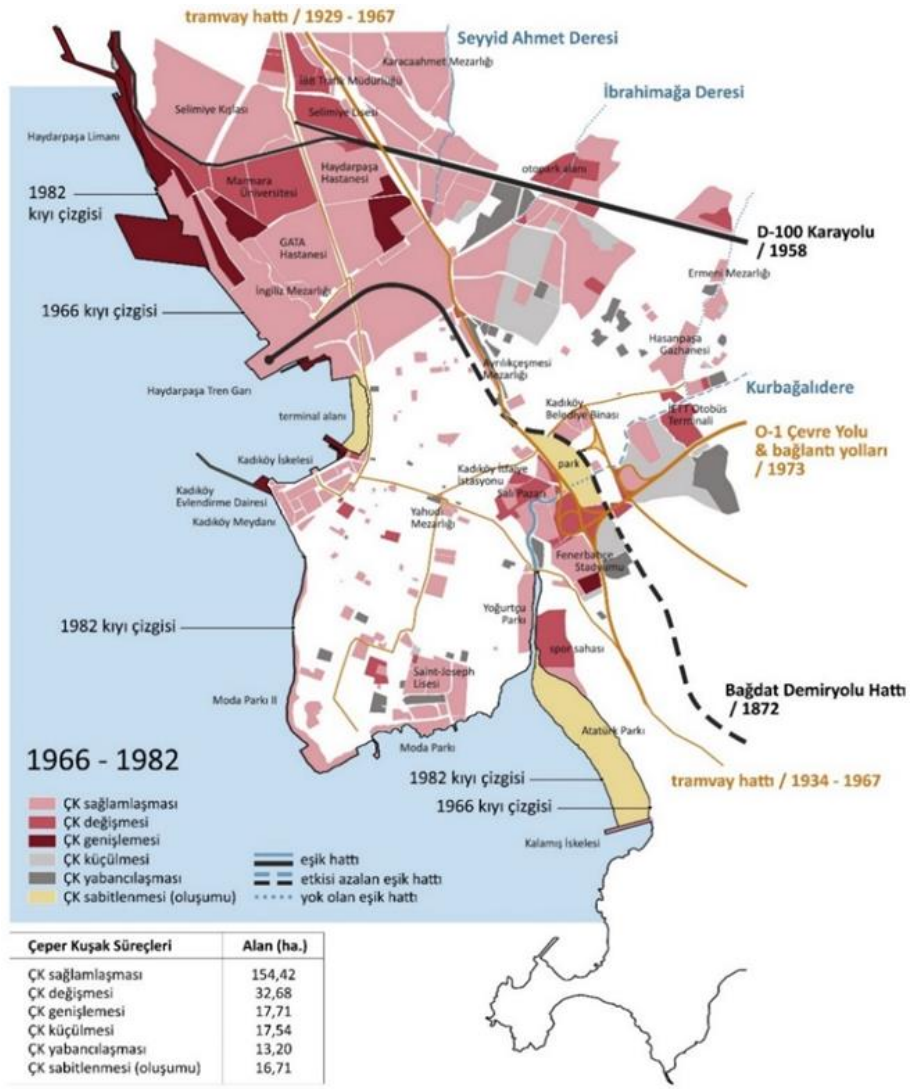 tramvay hattı / 1929 - 1967
Seyyid Ahmet Deresi
Karacaahmet Mezarlığı
İBB Trafik Müdürlüğü
İbrahimağa Deresi
Selimiye Kışlası
Selimiye Lisesi
Haydarpaşa Limanı
otopark alanı
Marmara
Üniversitesi
Haydarpaşa
Hastanesi
1982
kıyı çizgisi
D-100 Karayolu
/ 1958
GATA
Hastanesi
Ermeni Mezarlığı
İngiliz Mezarlığı
1966 kıyı çizgisi
Hasanpaşa
Gazhanesi
Ayrılıkçeşmesi
Mezarlığı
Haydarpaşa Tren Garı
Kurbağalıdere
Kadıköy
Belediye Binası
İETT Otobüs
Terminali
terminal alanı
O-1 Çevre Yolu
& bağlantı yolları
/ 1973
Kadıköy İskelesi
park
Kadıköy İtfaiye
İstasyonu
Kadıköy
Evlendirme Dairesi
Salı Pazarı
Kadıköy Meydanı
Yahudi
Mezarlığı
Fenerbahçe
Stadyumu
1982 kıyı çizgisi
Yoğurtçu
Parkı
spor sahası
Saint-Joseph
Lisesi
Moda Parkı II
Bağdat Demiryolu Hattı
/ 1872
Atatürk Parkı
Moda Parkı
1966 - 1982
1982 kıyı çizgisi
tramvay hattı / 1934 - 1967
1966 kıyı çizgisi
Kalamış İskelesi
ÇK sağlamlaşması
ÇK değişmesi
ÇK genişlemesi
ÇK küçülmesi
ÇK yabancılaşması
ÇK sabitlenmesi (oluşumu)
eşik hattı
etkisi azalan eşik hattı
yok olan eşik hattı
Çeper Kuşak Süreçleri Alan (ha.)
ÇK sağlamlaşması 154,42
ÇK değişmesi 32,68
ÇK genişlemesi 17,71
ÇK küçülmesi 17,54
ÇK yabancılaşması 13,20
ÇK sabitlenmesi (oluşumu) 16,71